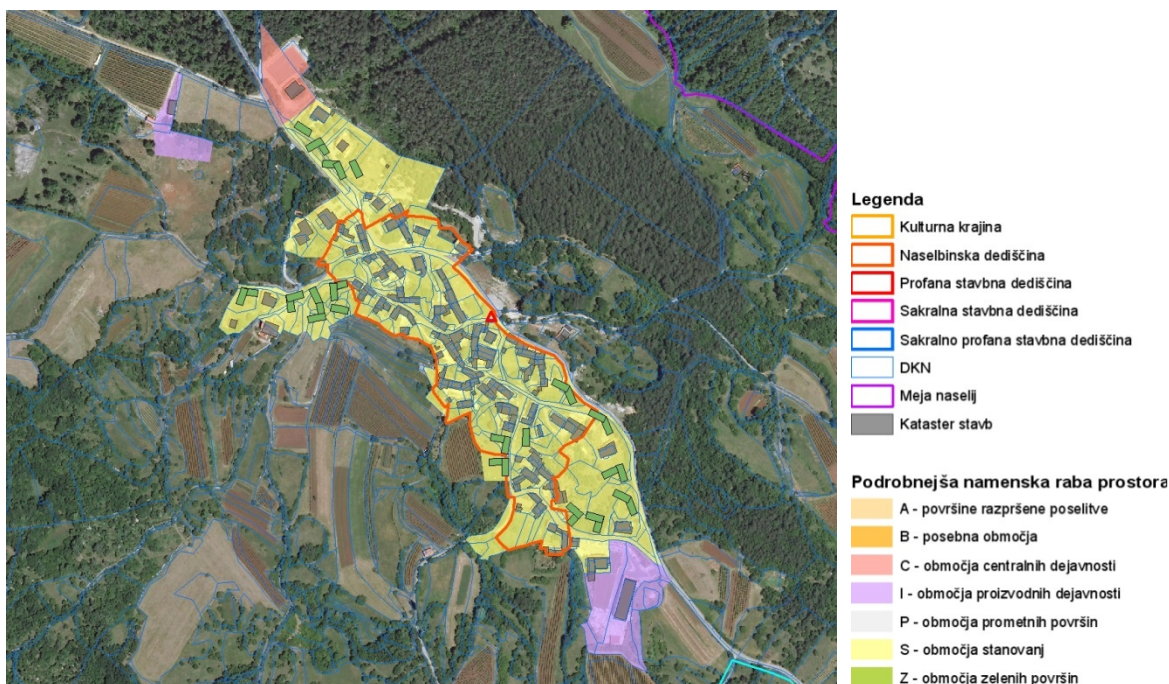 Legenda
Kulturna krajina
Naselbinska dediščina
Profana stavbna dediščina
Sakralna stavbna dediščina
Sakralno profana stavbna dediščina
DKN
Meja naselij
Kataster stavb
Podrobnejša namenska raba prostora
A - površine razpršene poselitve
B - posebna območja
C - območja centralnih dejavnosti
I - območja proizvodnih dejavnosti
P - območja prometnih površin
S - območja stanovanj
Z - območja zelenih površin